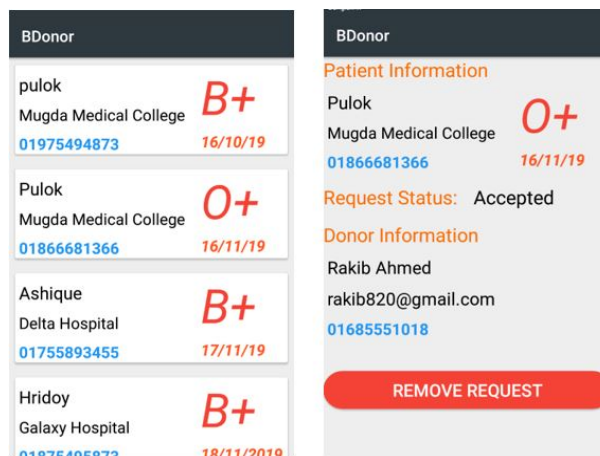 BDonor
pulok
B+
Mugda Medical College
01975494873
16/10/19
Pulok
O+
Mugda Medical College
01866681366
16/11/19
Ashique
B+
Delta Hospital
01755893455
17/11/19
Hridoy
B+
Galaxy Hospital
01875495873
18/11/2019
BDonor
Patient Information
Pulok
O+
Mugda Medical College
01866681366
16/11/19
Request Status: Accepted
Donor Information
Rakib Ahmed
rakib820@gmail.com
01685551018
REMOVE REQUEST